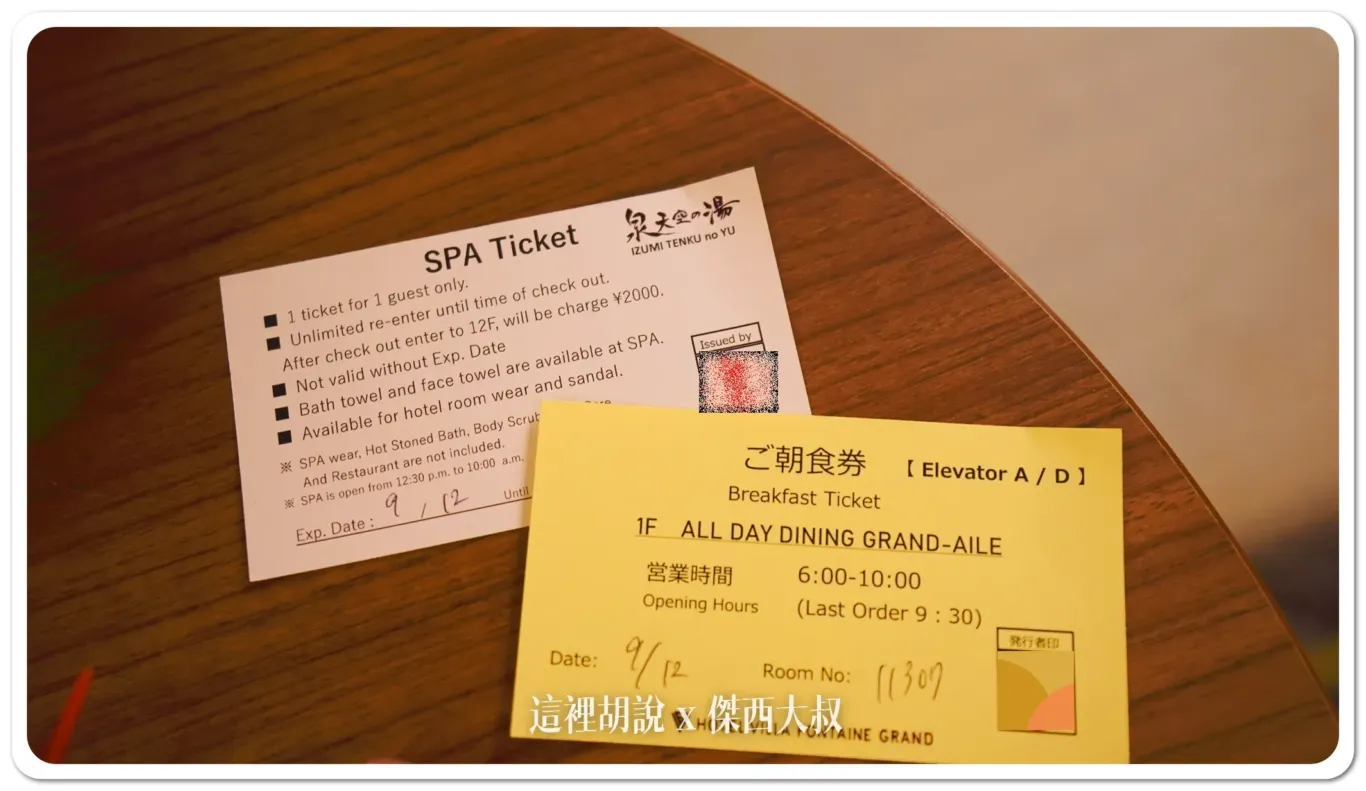 泉天空の湯
IZUMI TENKU no YU
SPA Ticket
■ 1 ticket for 1 guest only.
■ Unlimited re-enter until time of check out.
After check out enter to 12F, will be charge ¥2000.
■ Not valid without Exp. Date
■ Bath towel and face towel are available at SPA.
■ Available for hotel room wear and sandal.
※ SPA wear, Hot Stoned Bath, Body Scrub
And Restaurant are not included.
※ SPA is open from 12:30 p.m. to 10:00 a.m.
Exp. Date : 9 / 12 Until
Issued by
ご朝食券 【 Elevator A / D 】
Breakfast Ticket
1F ALL DAY DINING GRAND-AILE
営業時間 6:00-10:00
Opening Hours (Last Order 9 : 30)
発行者印
Date: 9/12 Room No: 11307
HOTEL VILLA FONTAINE GRAND
這裡胡說 x 傑西大叔